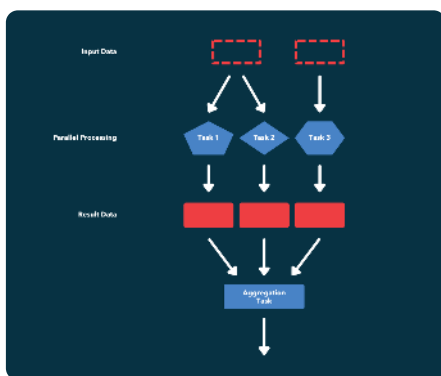 Input Data
Parallel Processing
Task 1
Task 2
Task 3
Result Data
Aggregation
Task